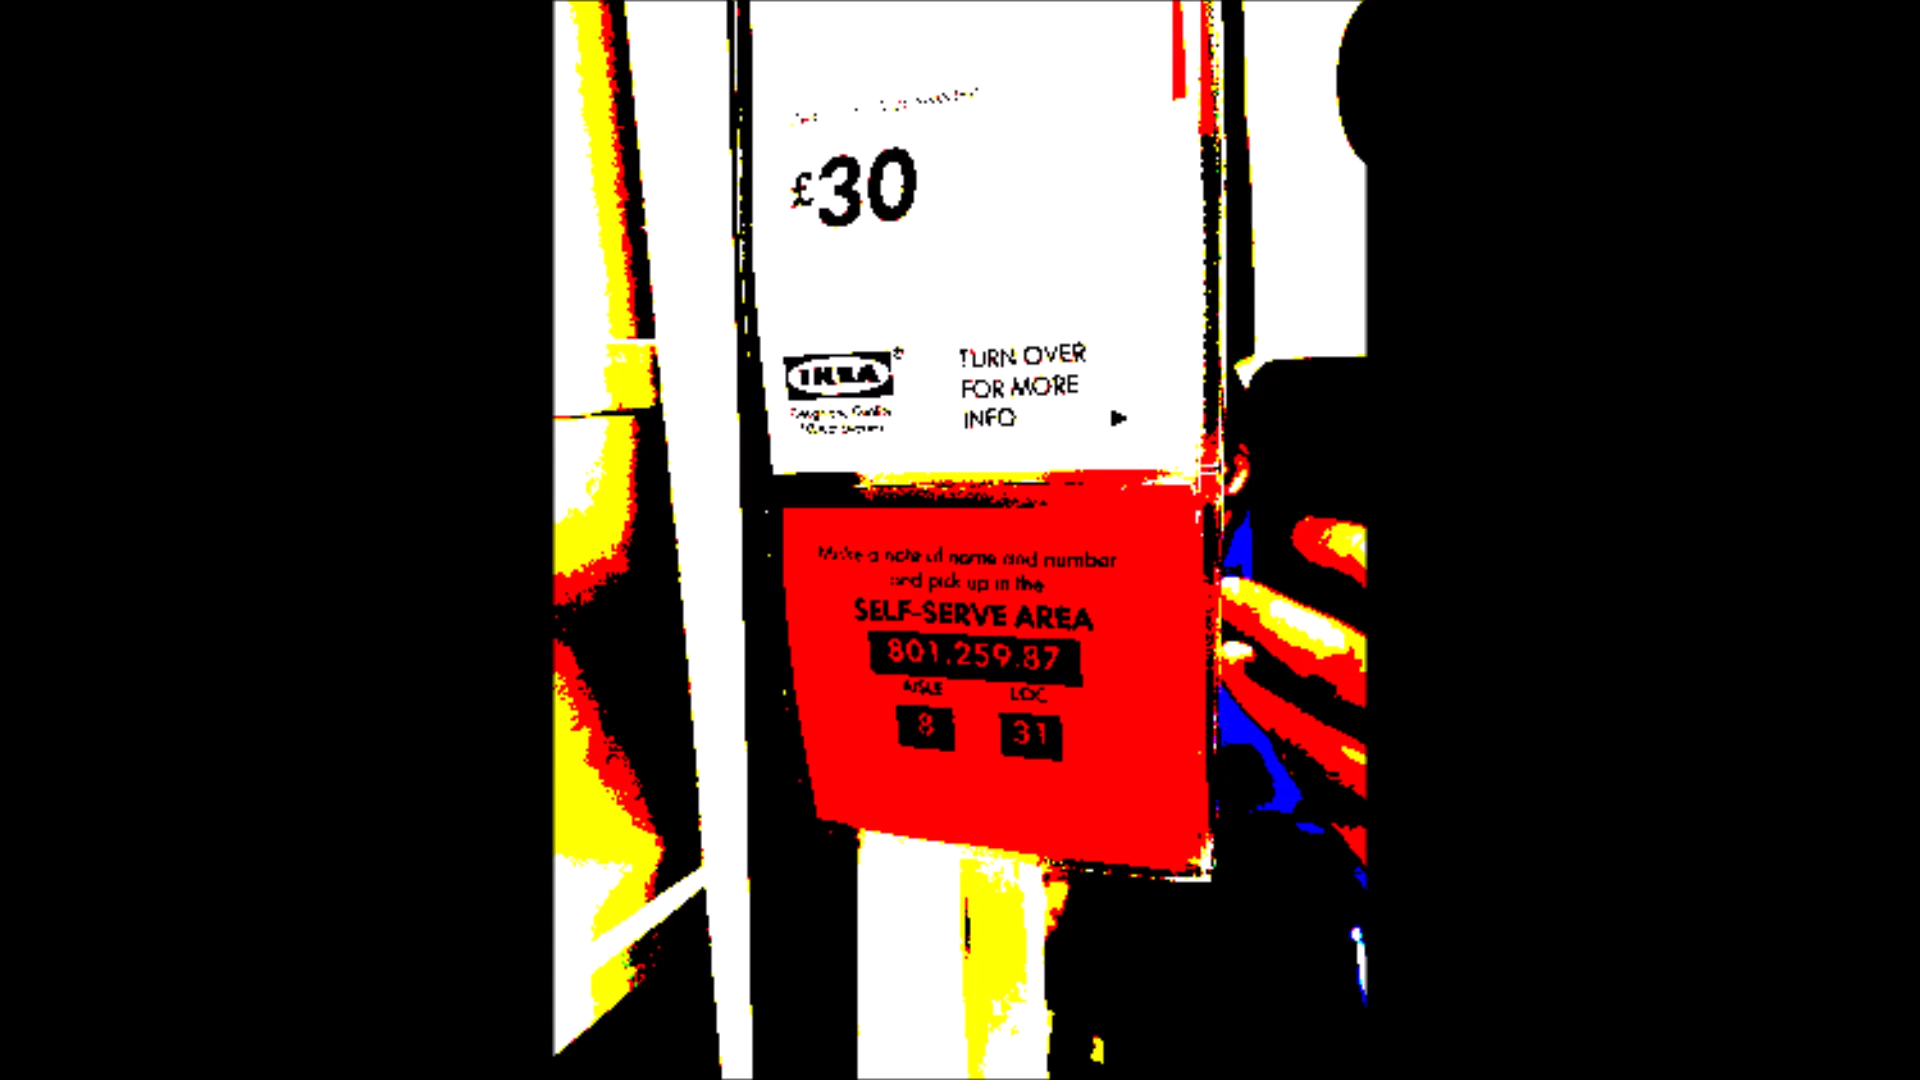 £30
IKEA®
TURN OVER
FOR MORE
INFO
Make a note of name and number
and pick up in the
SELF-SERVE AREA
801.259.87
AISLE LOC
8 31